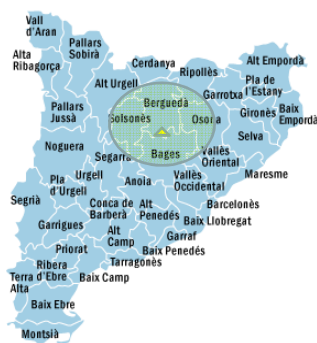 Vall
d'Aran
Pallars
Sobirà
Alta
Ribagorça
Cerdanya
Ripollès
Alt Empordà
Alt Urgell
Pla de
l'Estany
Berguedà
Garrotxa
Pallars
Jussà
Solsonès
Osona
Gironès
Baix
Empordà
Selva
Noguera
Segarra
Bages
Vallès
Oriental
Maresme
Pla
d'Urgell
Urgell
Anoia
Vallès
Occidental
Segrià
Conca de
Barberà
Alt
Penedés
Barcelonès
Baix Llobregat
Garrigues
Alt
Camp
Garraf
Baix Penedés
Priorat
Tarragonès
Ribera
d'Ebre
Baix Camp
Terra
Alta
Baix Ebre
Montsià